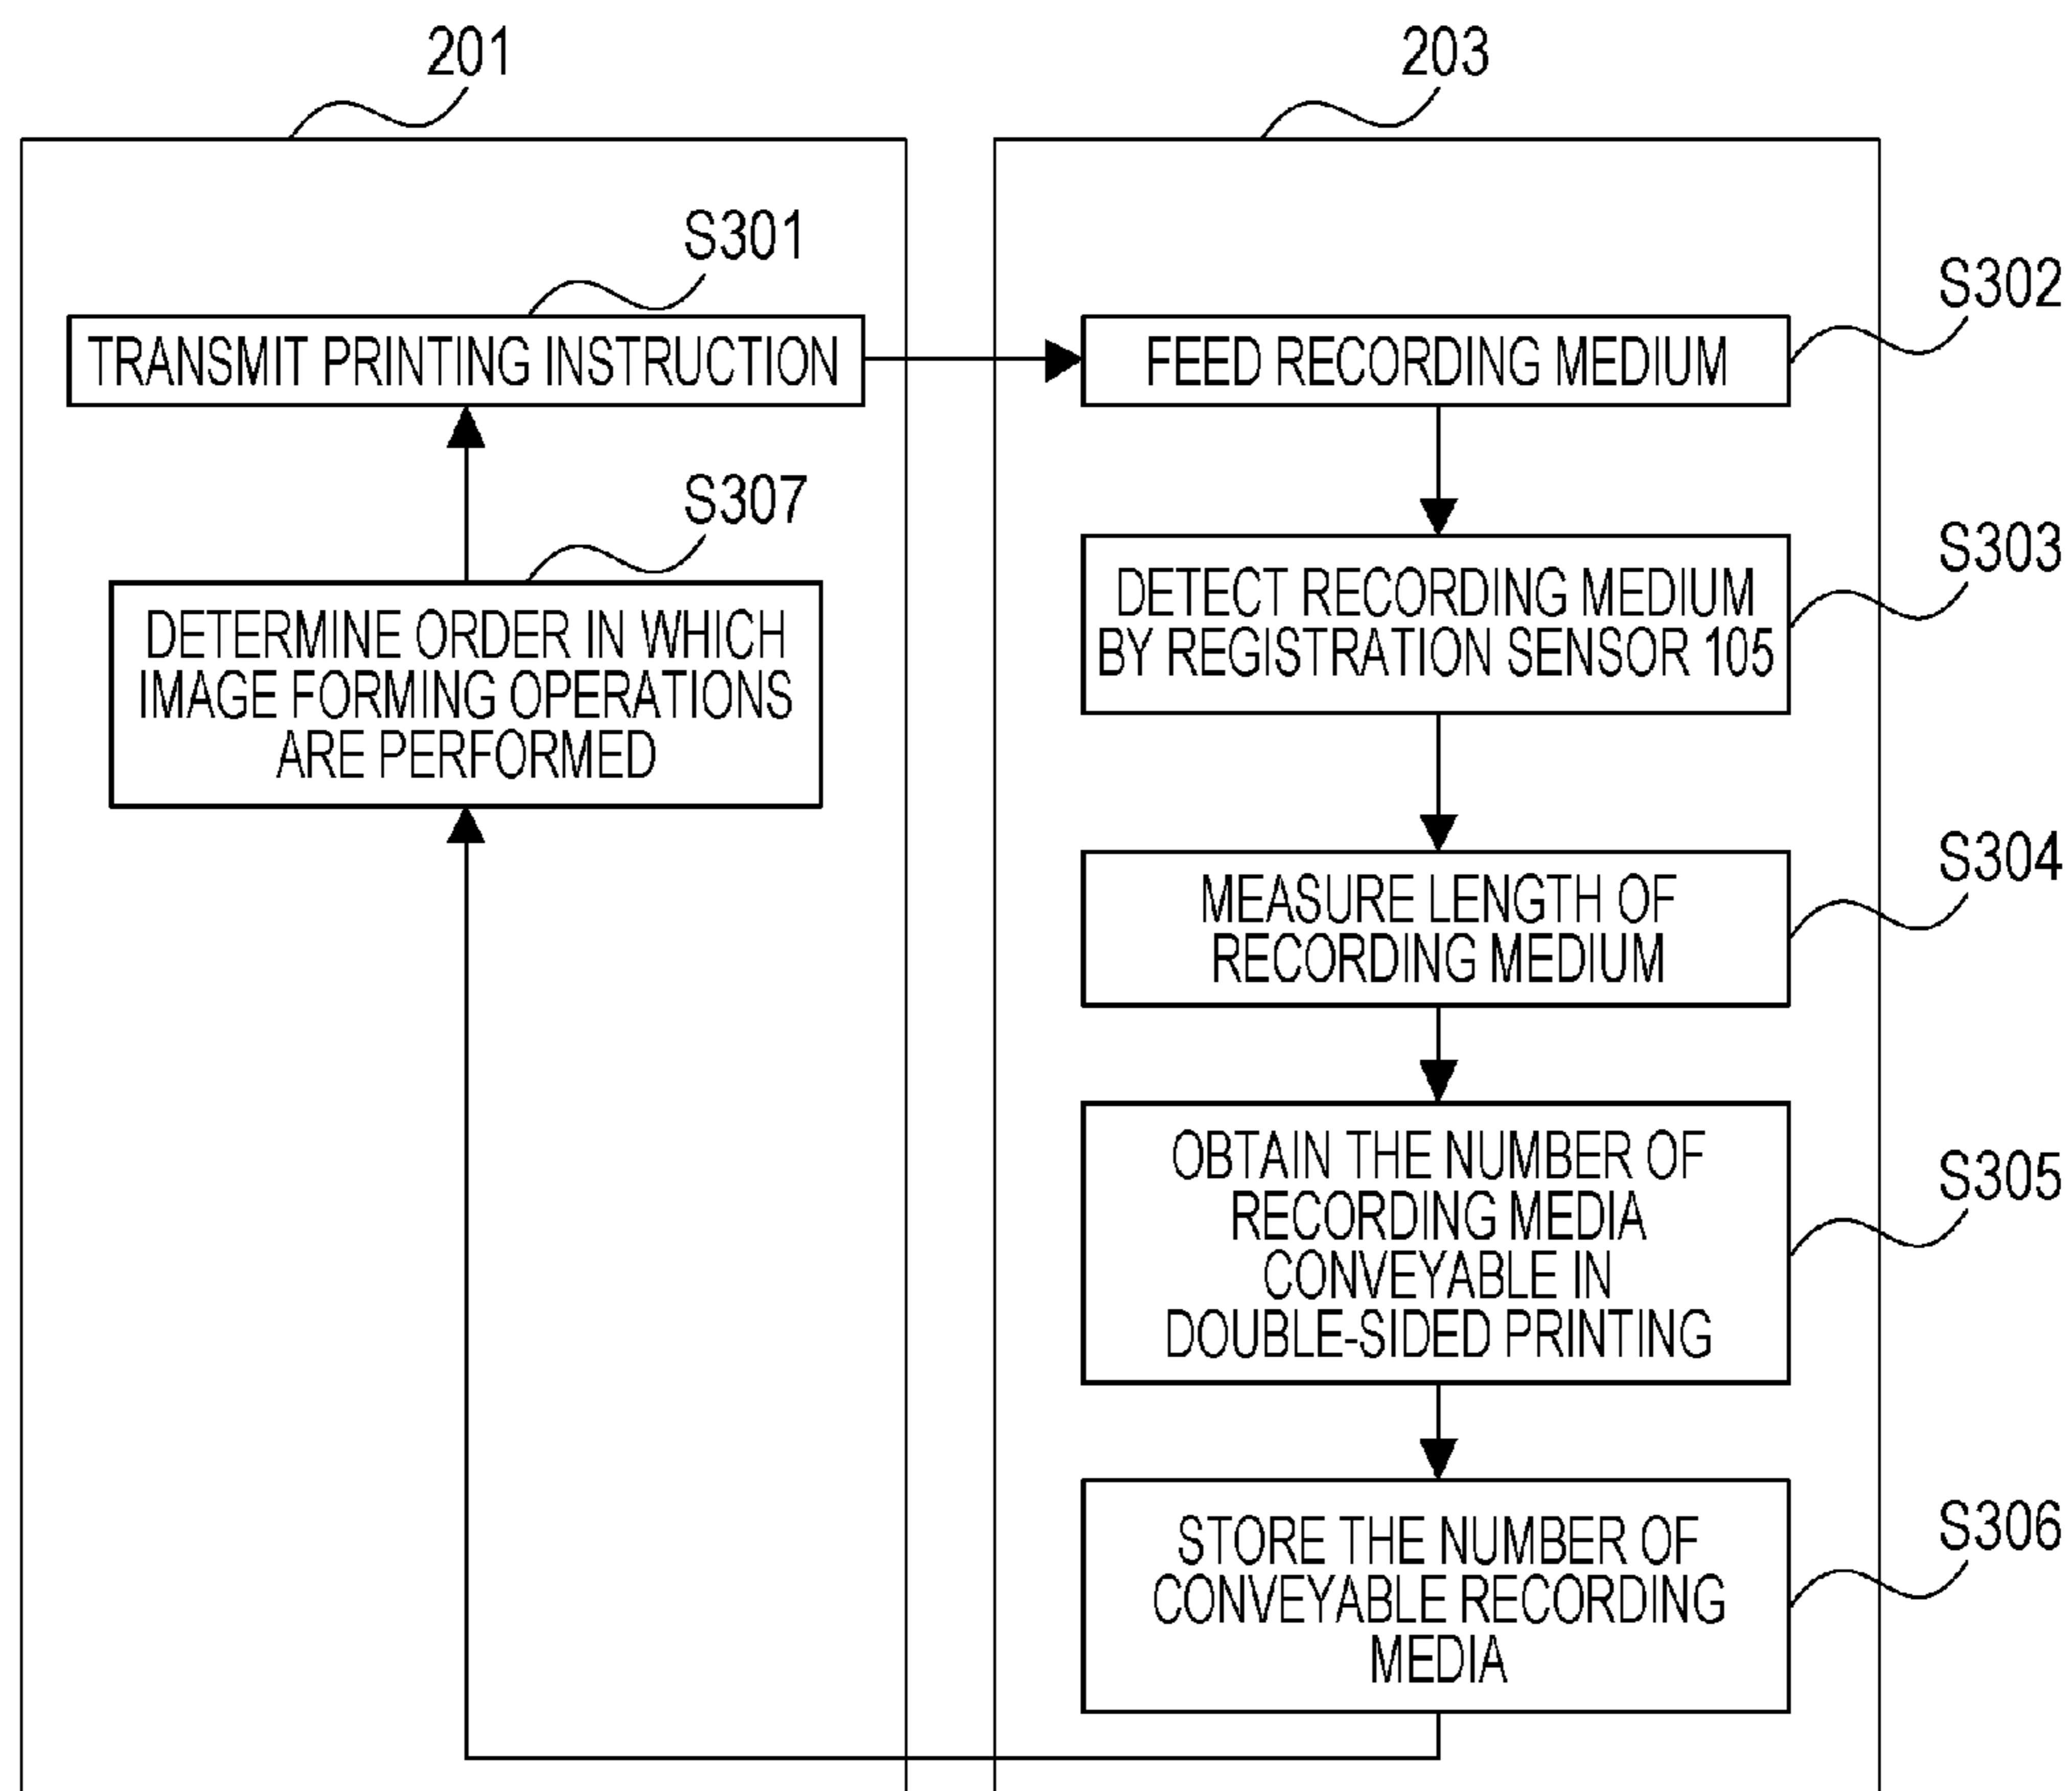 201
203
S301
TRANSMIT PRINTING INSTRUCTION
S302
FEED RECORDING MEDIUM
S307
DETERMINE ORDER IN WHICH
IMAGE FORMING OPERATIONS
ARE PERFORMED
S303
DETECT RECORDING MEDIUM
BY REGISTRATION SENSOR 105
S304
MEASURE LENGTH OF
RECORDING MEDIUM
S305
OBTAIN THE NUMBER OF
RECORDING MEDIA
CONVEYABLE IN
DOUBLE-SIDED PRINTING
S306
STORE THE NUMBER OF
CONVEYABLE RECORDING
MEDIA